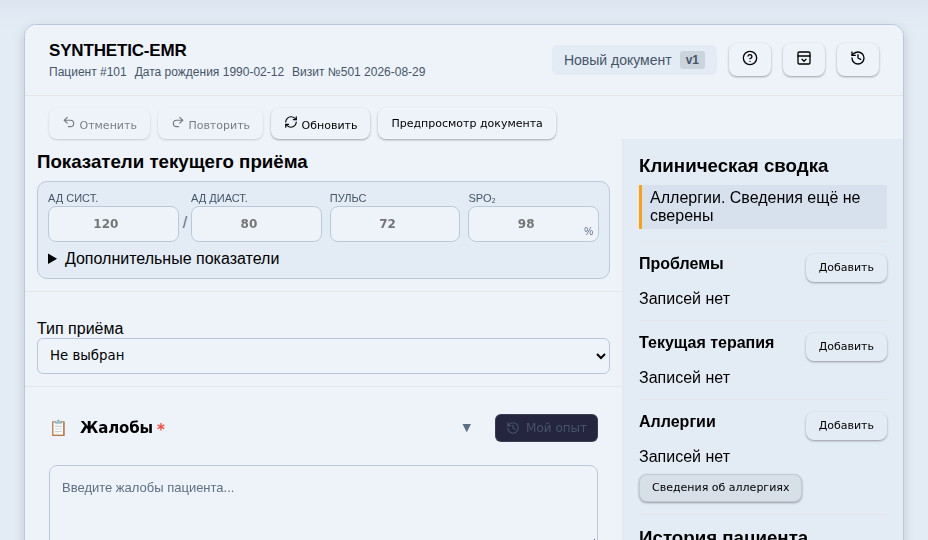 SYNTHETIC-EMR
Пациент #101 Дата рождения 1990-02-12 Визит №501 2026-08-29
Новый документ v1
Отменить
Повторить
Обновить
Предпросмотр документа
Показатели текущего приёма
АД СИСТ.
АД ДИАСТ.
ПУЛЬС
SPO₂
120
/
80
72
98
%
Дополнительные показатели
Тип приёма
Не выбран
Жалобы *
Мой опыт
Введите жалобы пациента...
Клиническая сводка
Аллергии. Сведения ещё не
сверены
Проблемы
Добавить
Записей нет
Текущая терапия
Добавить
Записей нет
Аллергии
Добавить
Записей нет
Сведения об аллергиях
История пациента